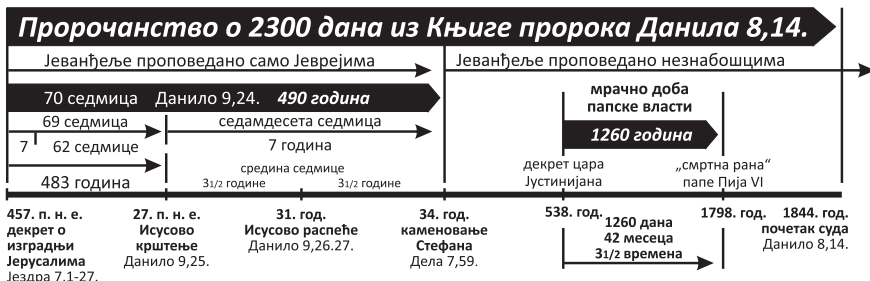 Пророчанство о 2300 дана из Књиге пророка Данила 8,14.
Јеванђеље проповедано само Јеврејима
Јеванђеље проповедано незнабошцима
70 седмица Данило 9,24. 490 година
69 седмица
7 62 седмице
483 година
седамдесета седмица
7 година
средина седмице
31/2 године 31/2 године
мрачно доба
папске власти
1260 година
декрет цара
Јустинијана
„смртна рана“
папе Пија VI
457. п. н. е.
декрет о
изградњи
Јерусалима
Јездра 7,1-27.
27. п. н. е.
Исусово
крштење
Данило 9,25.
31. год.
Исусово распеће
Данило 9,26.27.
34. год.
каменовање
Стефана
Дела 7,59.
538. год.
1260 дана
42 месеца
31/2 времена
1798. год.
1844. год.
почетак суда
Данило 8,14.